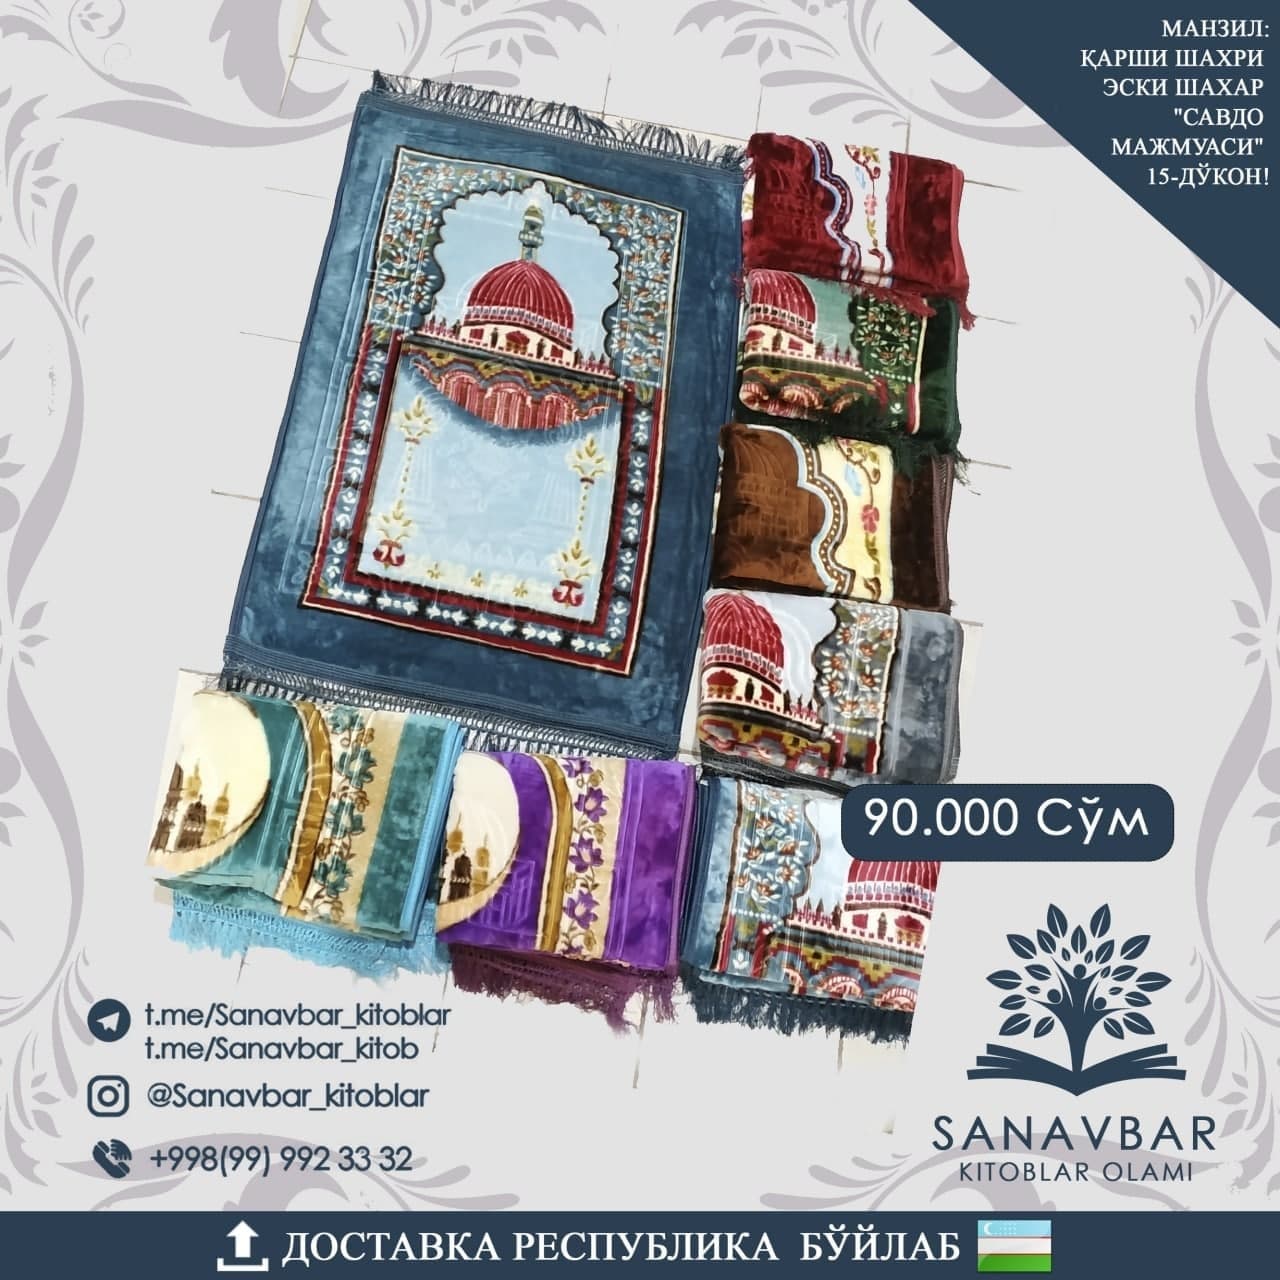 МАНЗИЛ:
ҚАРШИ ШАХРИ
ЭСКИ ШАХАР
"САВДО
МАЖМУАСИ"
15-ДЎКОН!
90.000 Сўм
t.me/Sanavbar_kitoblar
t.me/Sanavbar_kitob
@Sanavbar_kitoblar
+998(99) 992 33 32
SANAVBAR
KITOBLAR OLAMI
ДОСТАВКА РЕСПУБЛИКА БЎЙЛАБ